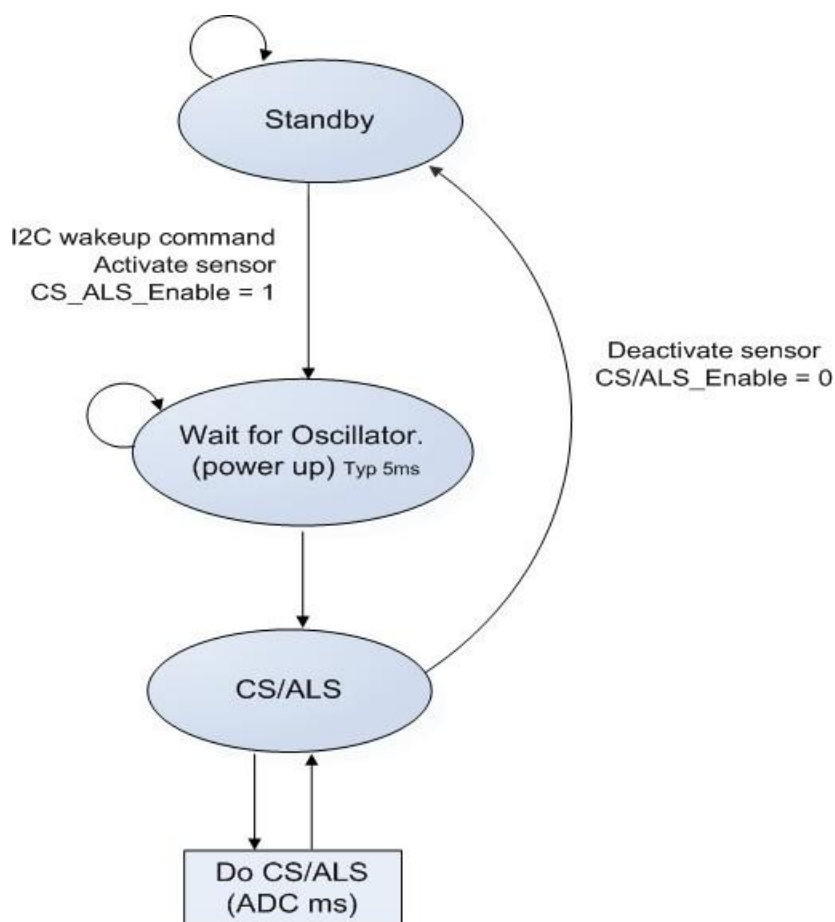 Standby
I2C wakeup command
Activate sensor
CS_ALS_Enable = 1
Deactivate sensor
CS/ALS_Enable = 0
Wait for Oscillator.
(power up) Typ 5ms
CS/ALS
Do CS/ALS
(ADC ms)